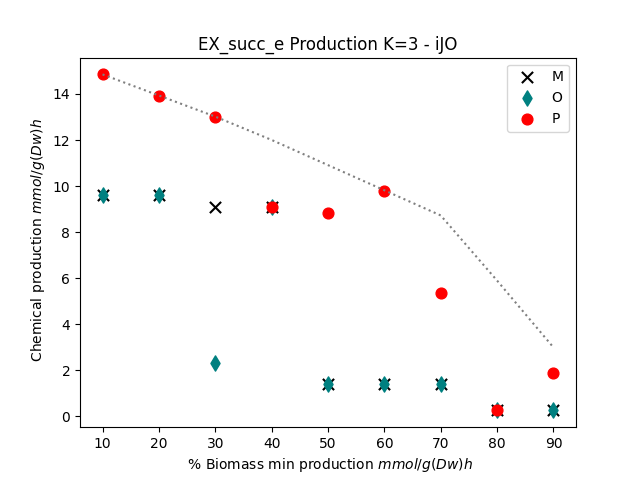 EX_succ_e Production K=3 - iJO
M
O
P
Chemical production mmol/g(Dw)h
14
12
10
8
6
4
2
0
10 20 30 40 50 60 70 80 90
% Biomass min production mmol/g(Dw)h